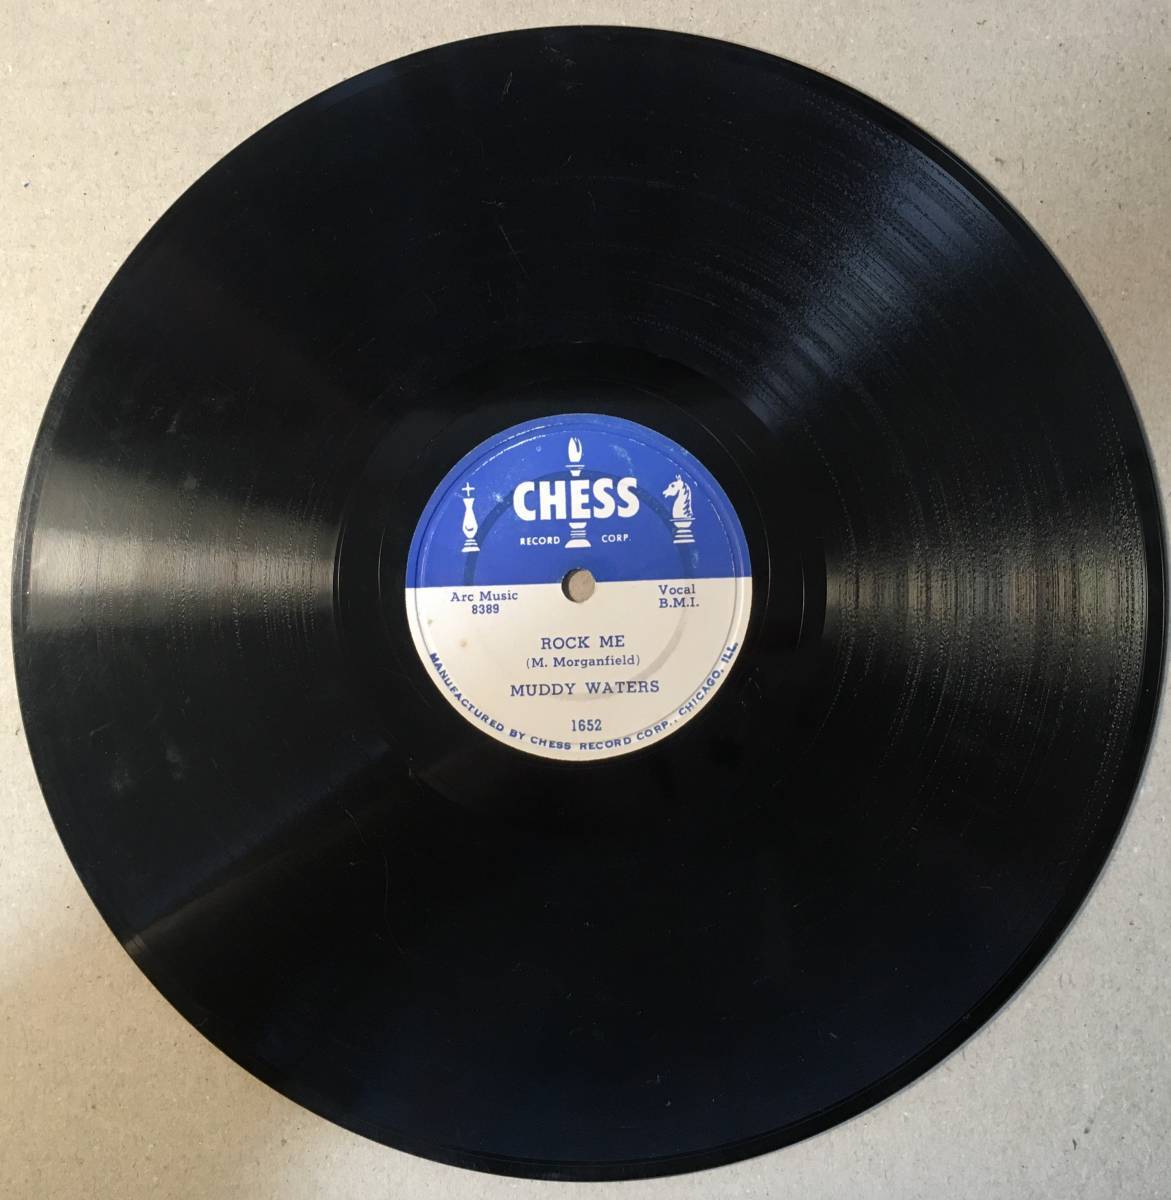 CHESS
RECORD CORP.
Arc Music
8389
Vocal
B.M.I.
ROCK ME
(M. Morganfield)
MUDDY WATERS
1652
MANUFACTURED BY CHESS RECORD CORP., CHICAGO, ILL.